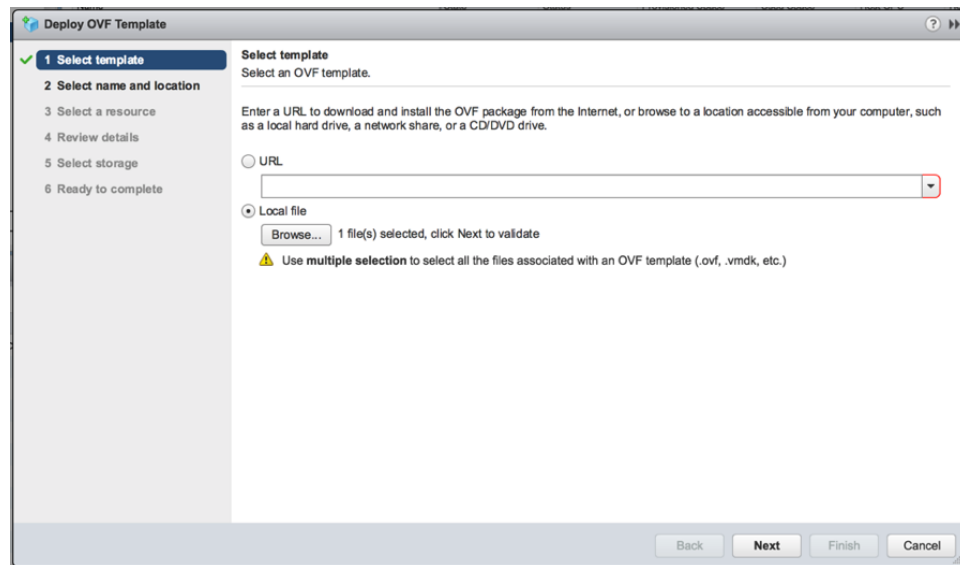 Name
Deploy OVF Template
?
1 Select template
2 Select name and location
3 Select a resource
4 Review details
5 Select storage
6 Ready to complete
Select template
Select an OVF template.
Enter a URL to download and install the OVF package from the Internet, or browse to a location accessible from your computer, such
as a local hard drive, a network share, or a CD/DVD drive.
URL
Local file
Browse... 1 file(s) selected, click Next to validate
Use multiple selection to select all the files associated with an OVF template (.ovf, .vmdk, etc.)
Back Next Finish Cancel